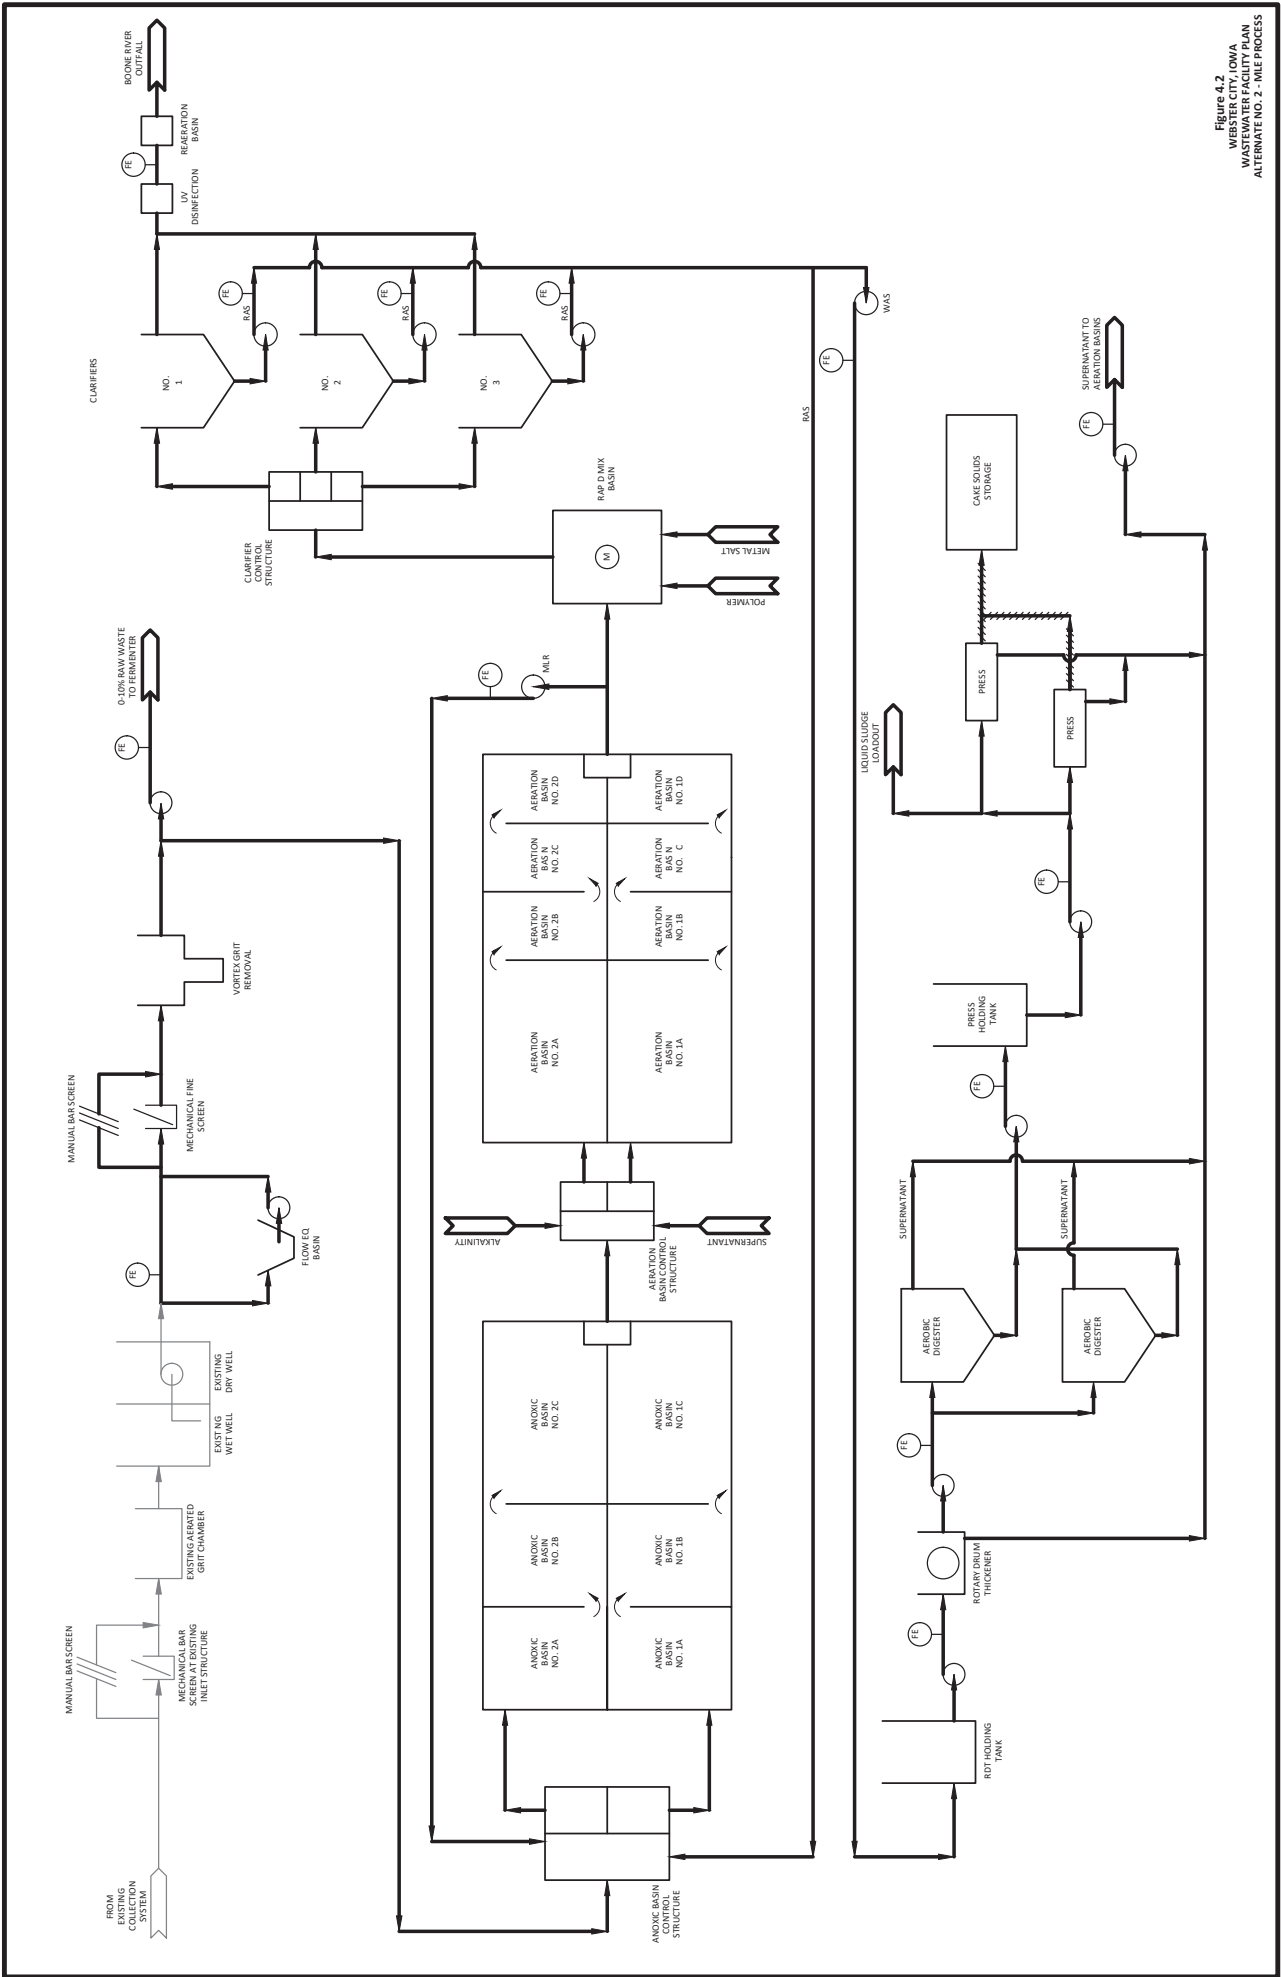 FROM
EXISTING
COLLECTION
SYSTEM
MANUAL BAR SCREEN
MECHANICAL BAR
SCREEN AT EXISTING
INLET STRUCTURE
EXISTING AERATED
GRIT CHAMBER
EXIST NG
WET WELL
EXISTING
DRY WELL
FE
FLOW EQ
BASIN
MANUAL BAR SCREEN
MECHANICAL FINE
SCREEN
VORTEX GRIT
REMOVAL
FE
0-10% RAW WASTE
TO FERMENTER
CLARIFIERS
NO.
1
NO.
2
NO.
3
FE
RAS
FE
RAS
FE
RAS
UV
DISINFECTION
FE
REAERATION
BASIN
BOONE RIVER
OUTFALL
CLARIFIER
CONTROL
STRUCTURE
RAP D MIX
BASIN
M
POLYMER
METAL SALT
ANOXIC BASIN
CONTROL
STRUCTURE
ANOXIC
BASIN
NO. 2A
ANOXIC
BASIN
NO. 2B
ANOXIC
BASIN
NO. 2C
ANOXIC
BASIN
NO. 1A
ANOXIC
BASIN
NO. 1B
ANOXIC
BASIN
NO. 1C
ALKALINITY
SUPERNATANT
AERATION
BASIN CONTROL
STRUCTURE
AERATION
BASIN
NO. 2A
AERATION
BASIN
NO. 2B
AERATION
BAS N
NO. 2C
AERATION
BASIN
NO. 2D
AERATION
BASIN
NO. 1A
AERATION
BASIN
NO. 1B
AERATION
BAS N
NO. C
AERATION
BASIN
NO. 1D
FE
MLR
RAS
FE
WAS
RDT HOLDING
TANK
FE
ROTARY DRUM
THICKENER
FE
AEROBIC
DIGESTER
AEROBIC
DIGESTER
SUPERNATANT
SUPERNATANT
FE
PRESS
HOLDING
TANK
FE
LIQUID SLUDGE
LOADOUT
PRESS
PRESS
CAKE SOLIDS
STORAGE
FE
SUPERNATANT TO
AERATION BASINS
Figure 4.2
WEBSTER CITY, IOWA
WASTEWATER FACILITY PLAN
ALTERNATE NO. 2 - MLE PROCESS